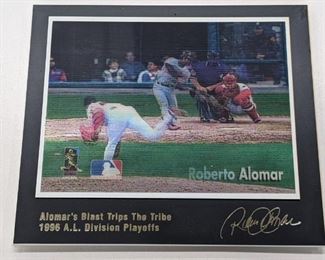 Roberto Alomar
Alomar's Blast Trips The Tribe
1996 A.L. Division Playoffs